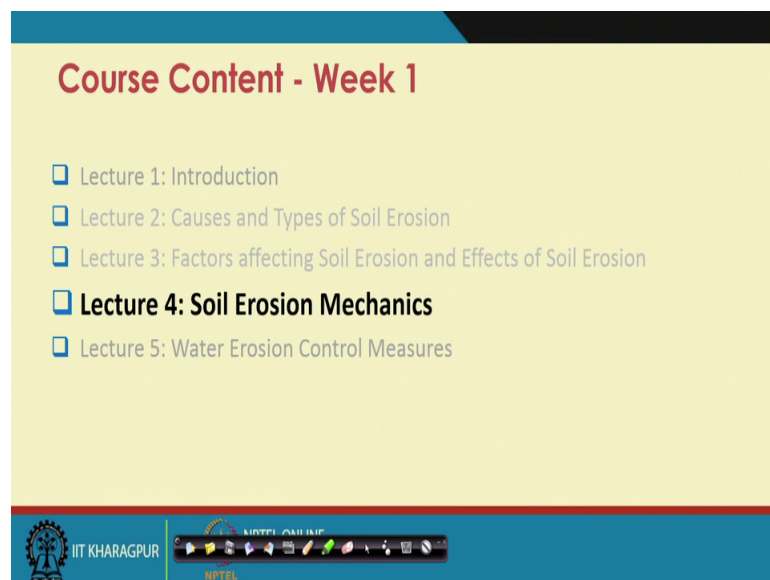 Course Content - Week 1
Lecture 1: Introduction
Lecture 2: Causes and Types of Soil Erosion
Lecture 3: Factors affecting Soil Erosion and Effects of Soil Erosion
Lecture 4: Soil Erosion Mechanics
Lecture 5: Water Erosion Control Measures
IIT KHARAGPUR
NPTEL ONLINE
NPTEL